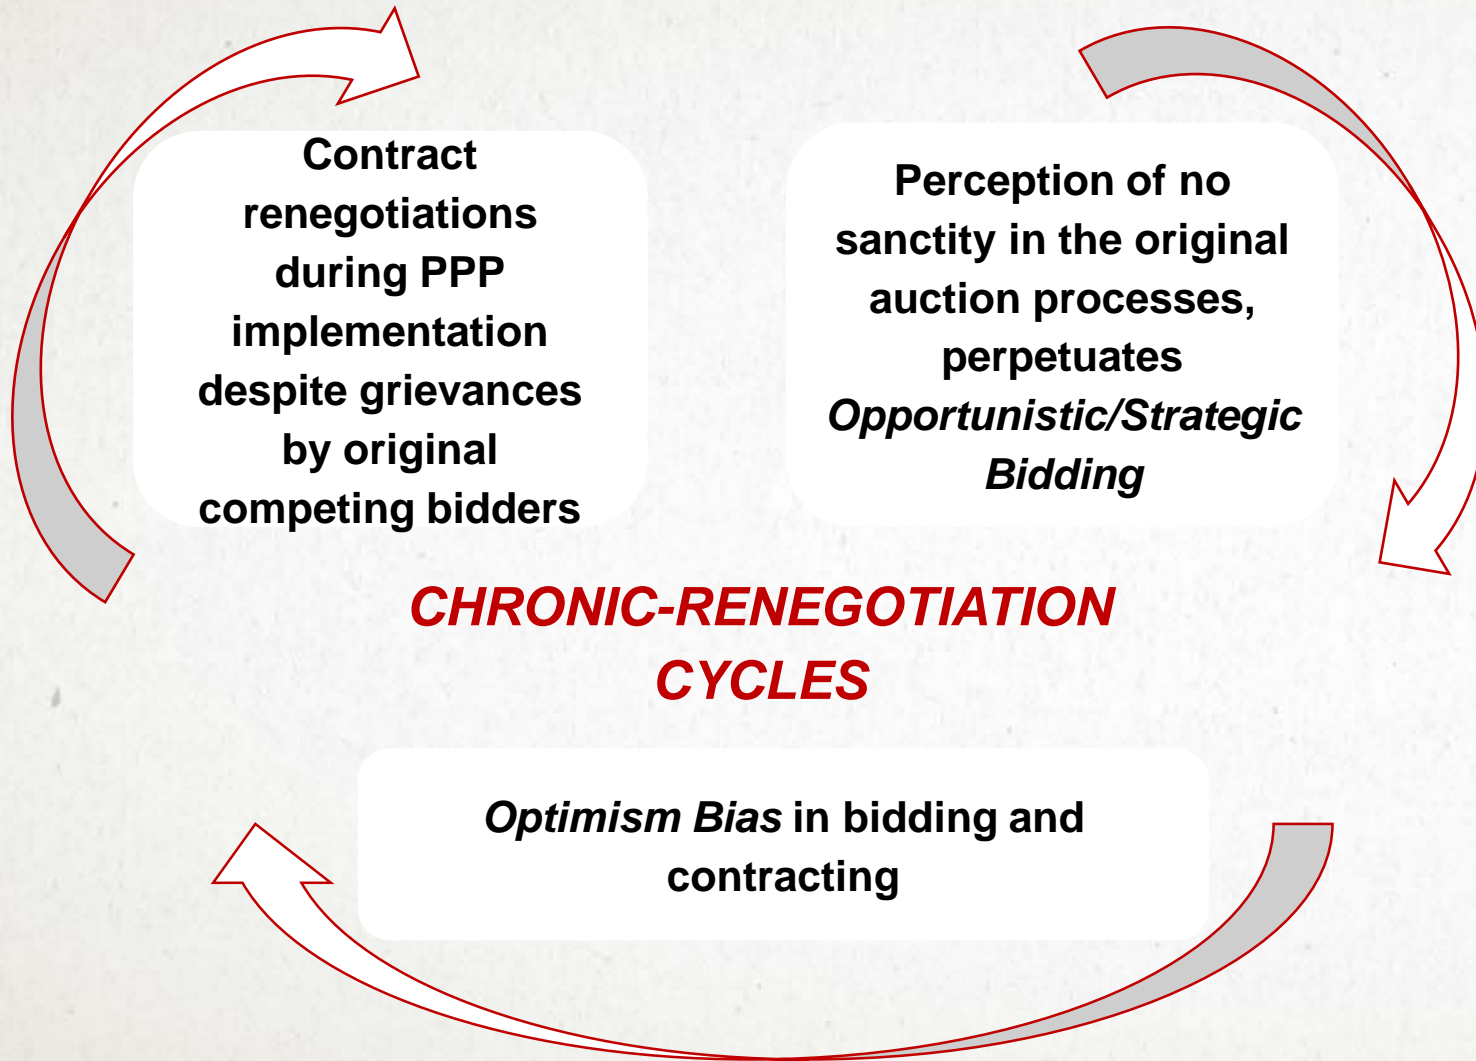 Contract
renegotiations
during PPP
implementation
despite grievances
by original
competing bidders
Perception of no
sanctity in the original
auction processes,
perpetuates
Opportunistic/Strategic
Bidding
CHRONIC-RENEGOTIATION
CYCLES
Optimism Bias in bidding and
contracting